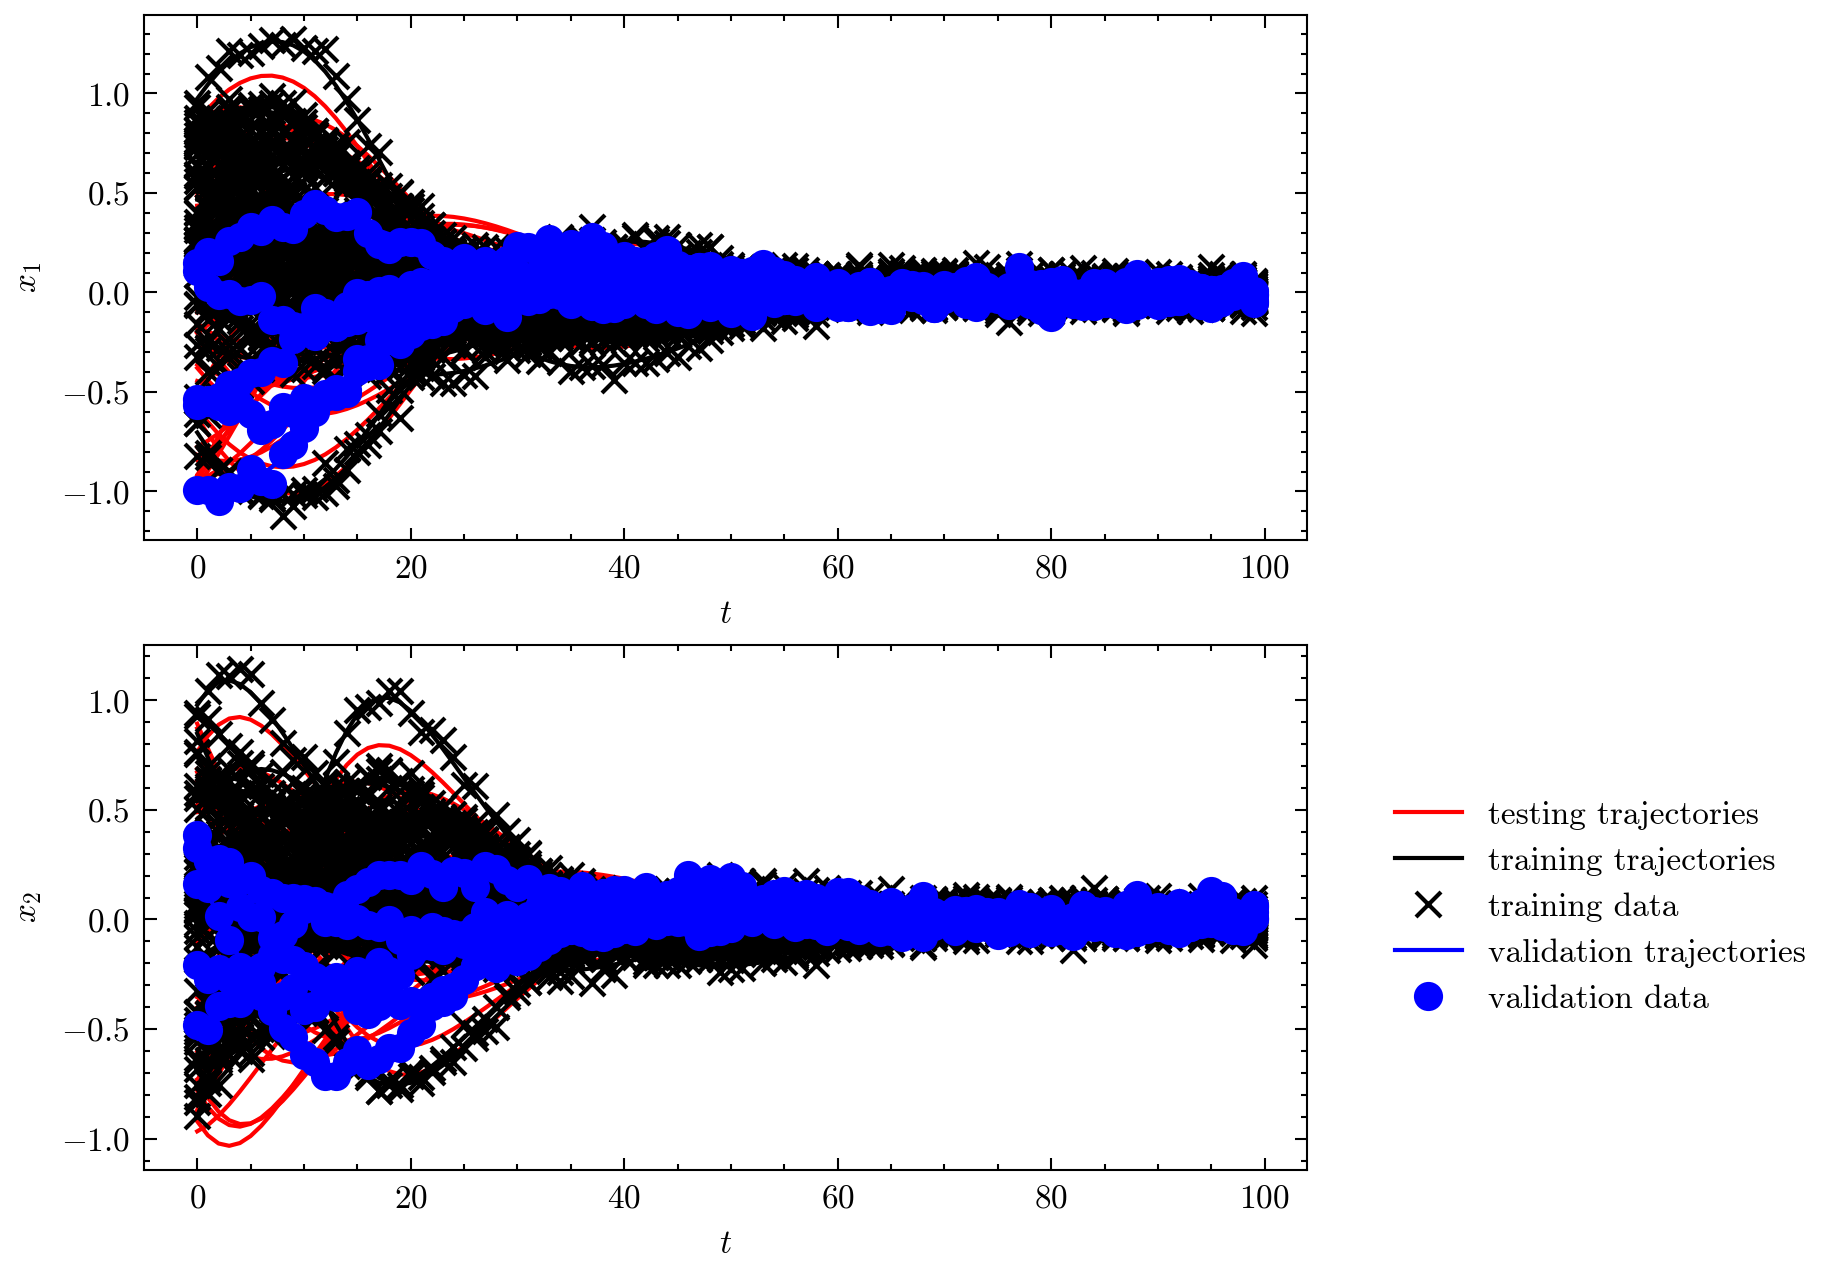 1.0
0.5
0.0
−0.5
−1.0
x1
0 20 40 60 80 100
t
1.0
0.5
0.0
−0.5
−1.0
x2
0 20 40 60 80 100
t
testing trajectories
training trajectories
training data
validation trajectories
validation data